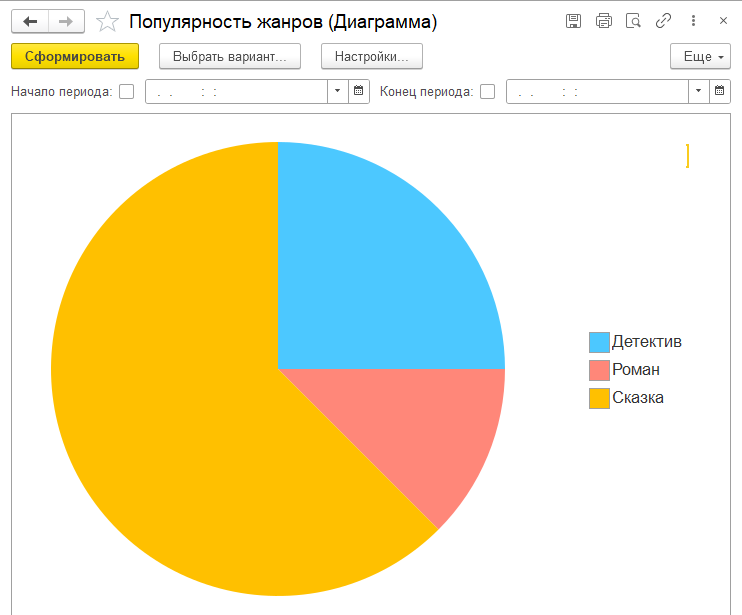 Популярность жанров (Диаграмма)
Сформировать Выбрать вариант... Настройки... Еще
Начало периода: . . : : Конец периода: . . : :
Детектив
Роман
Сказка